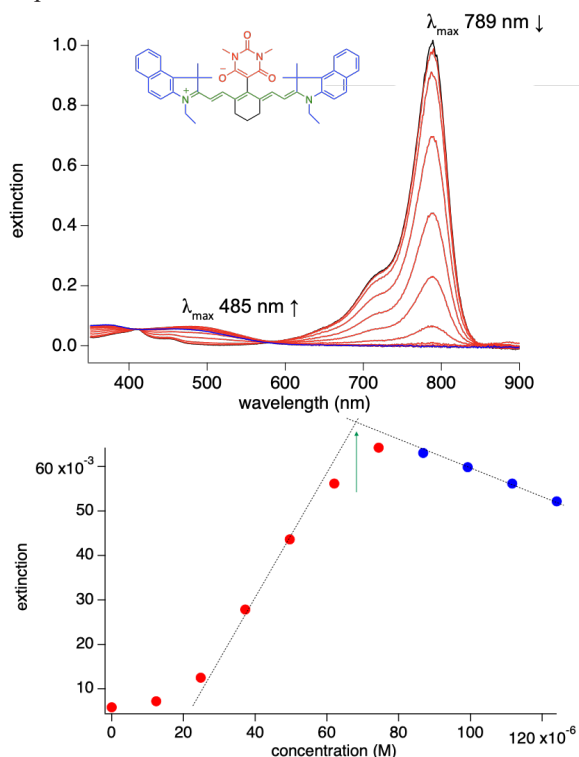 λmax 789 nm ↓
1.0
0.8
0.6
0.4
0.2
0.0
extinction
O
N
N
O
O
-
N
+
N
λmax 485 nm ↑
400
500
600
700
800
900
wavelength (nm)
60 x10-3
50
40
30
20
10
extinction
0
20
40
60
80
100
120 x10-6
concentration (M)